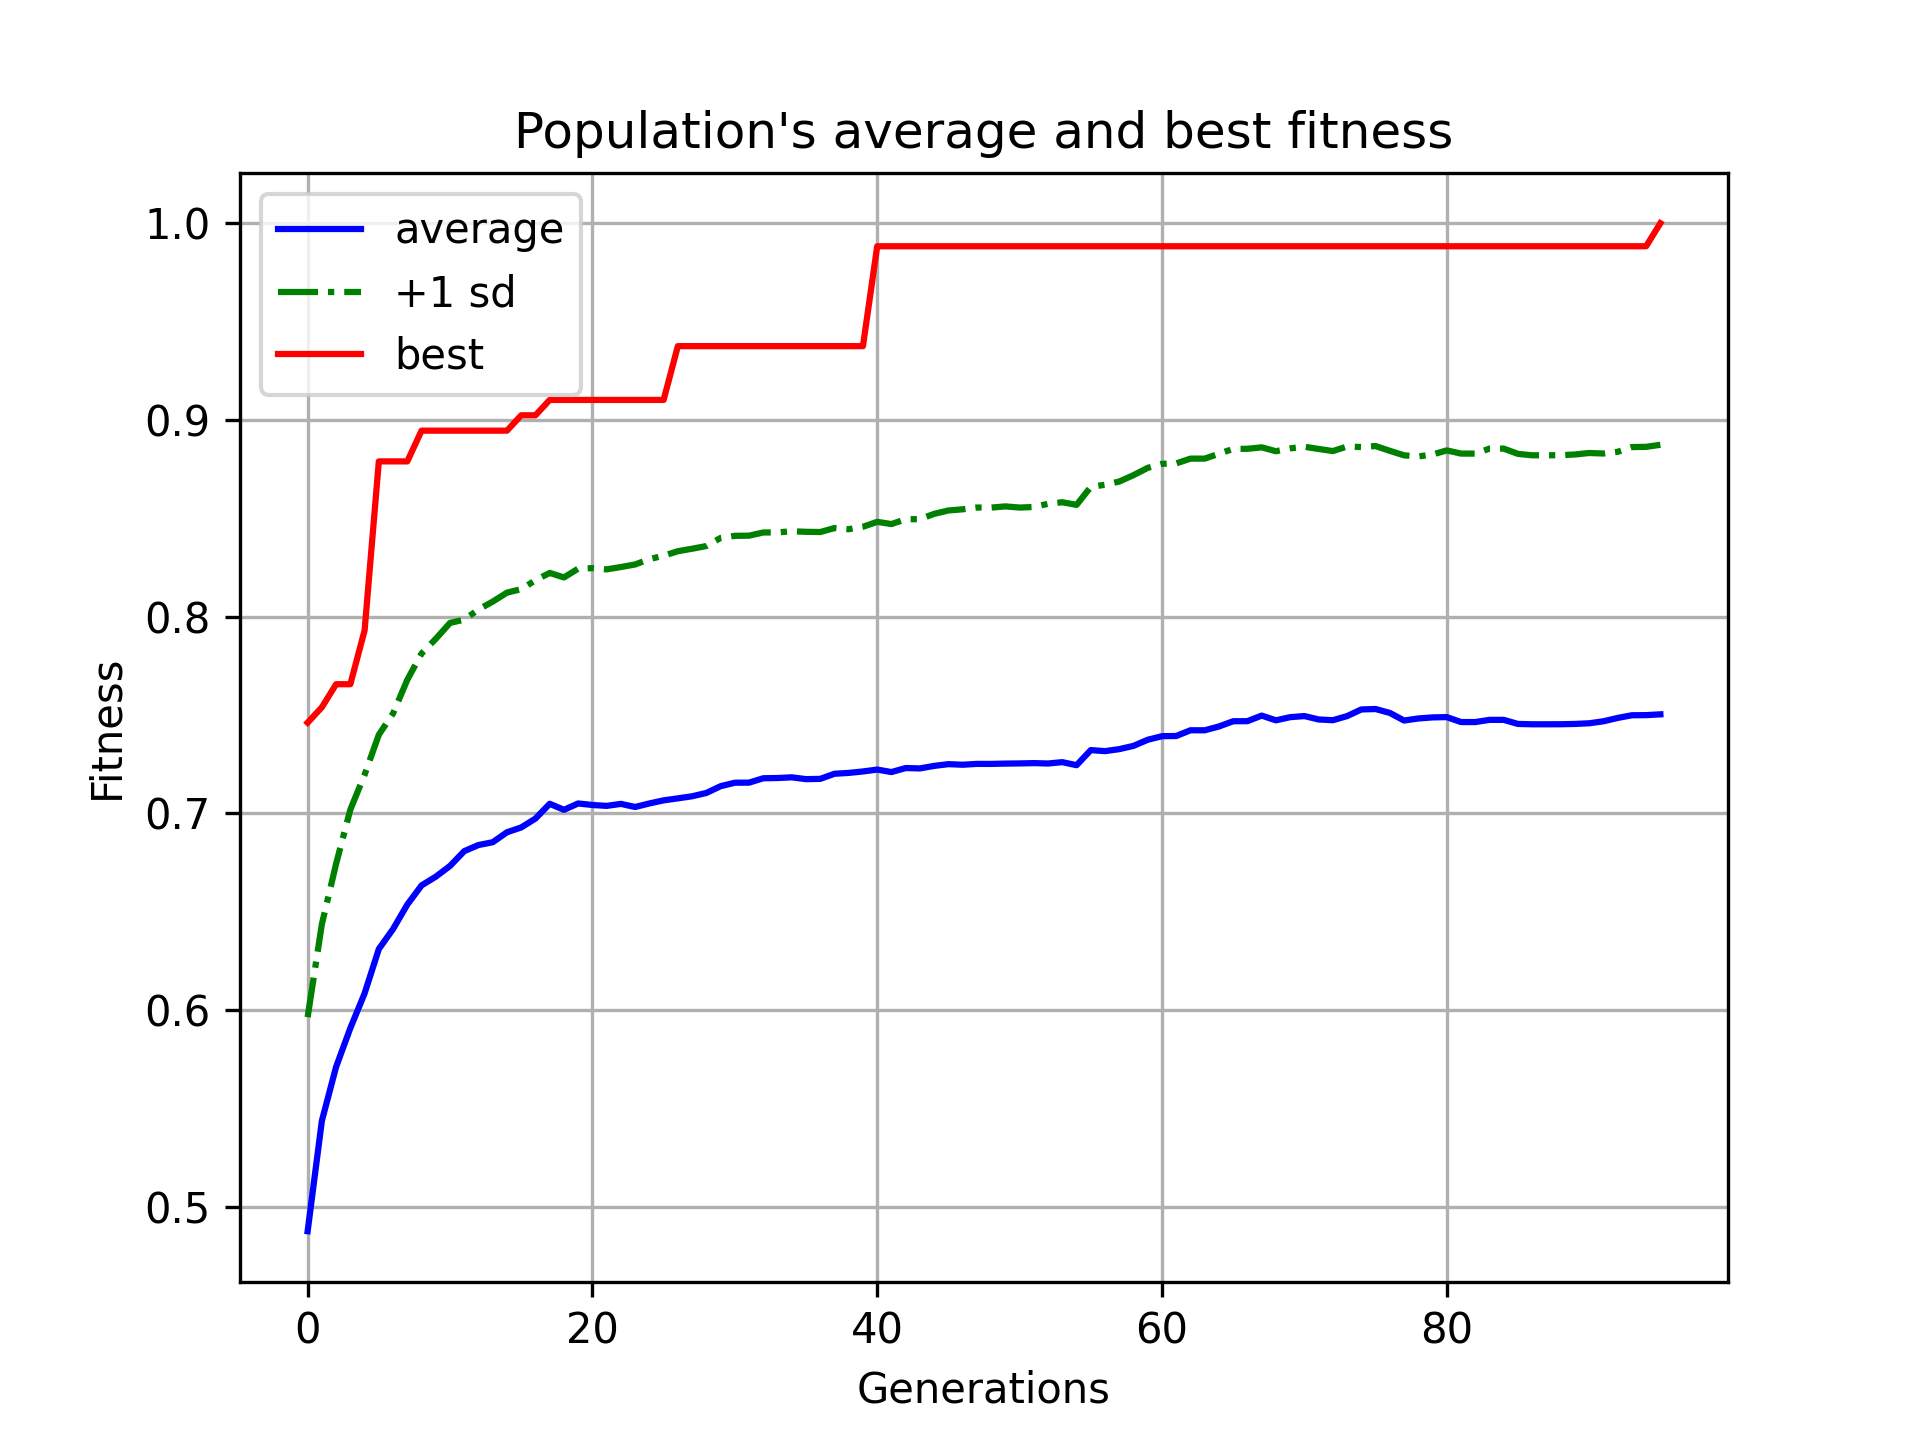 Population's average and best fitness
average
+1 sd
best
1.0
0.9
0.8
0.7
0.6
0.5
Fitness
0 20 40 60 80
Generations